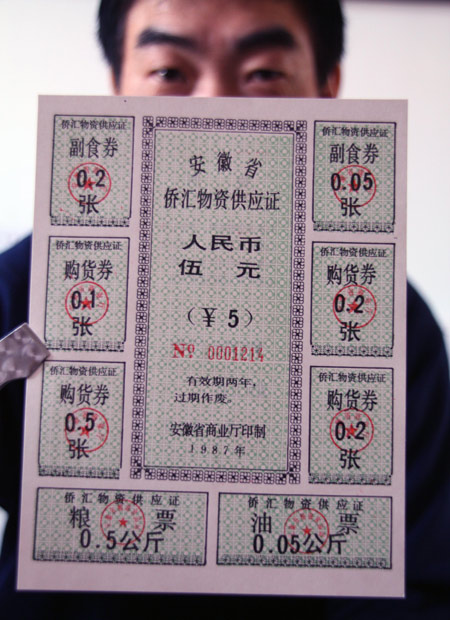 侨汇物资供应证
副食券
0.2
张
侨汇物资供应证
购货券
0.1
张
侨汇物资供应证
购货券
0.5
张
安徽省
侨汇物资供应证
人民币
伍元
(￥5)
Nº 0001214
有效期两年，
过期作废。
安徽省商业厅印制
1987年
侨汇物资供应证
副食券
0.05
张
侨汇物资供应证
购货券
0.2
张
侨汇物资供应证
购货券
0.2
张
侨汇物资供应证
粮票
0.5公斤
侨汇物资供应证
油票
0.05公斤